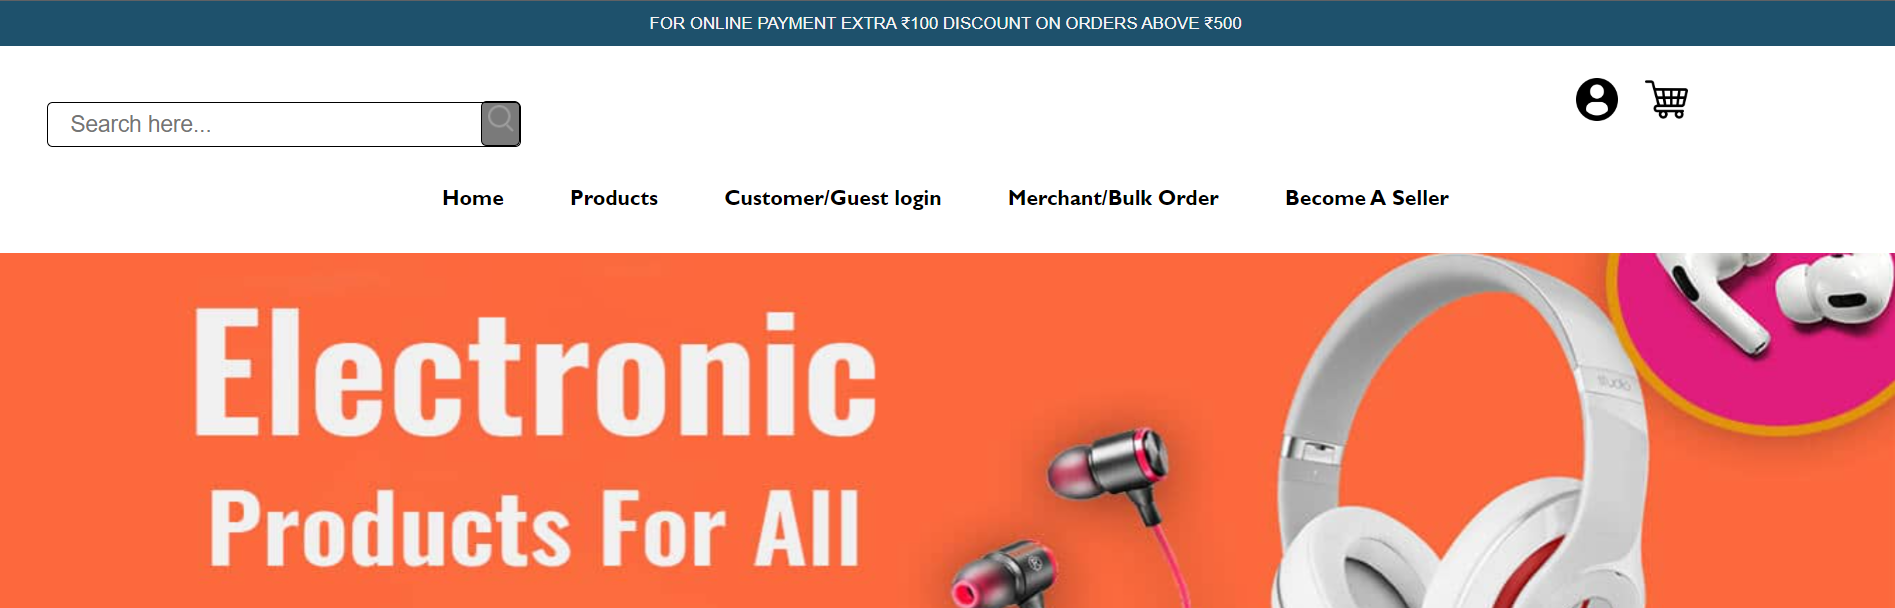 FOR ONLINE PAYMENT EXTRA ₹100 DISCOUNT ON ORDERS ABOVE ₹500
Search here...
Home Products Customer/Guest login Merchant/Bulk Order Become A Seller
Electronic
Products For All
studio